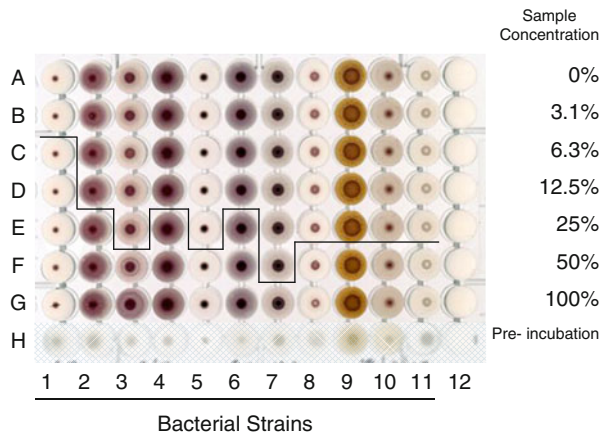 Sample
Concentration
A 0%
B 3.1%
C 6.3%
D 12.5%
E 25%
F 50%
G 100%
H Pre- incubation
1 2 3 4 5 6 7 8 9 10 11 12
Bacterial Strains